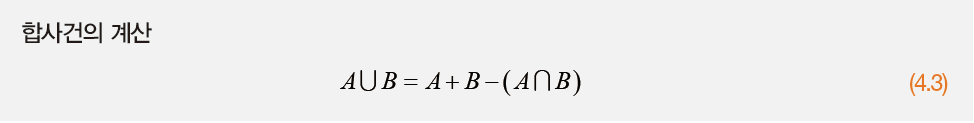 합사건의 계산
A∪B = A + B − (A∩B) (4.3)